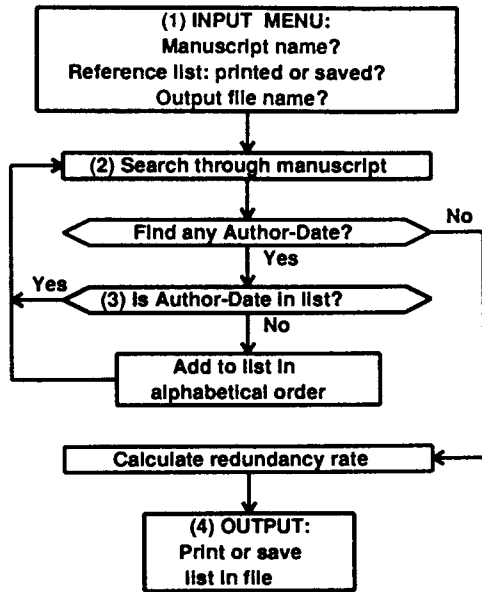 (1) INPUT MENU:
Manuscript name?
Reference list: printed or saved?
Output file name?
(2) Search through manuscript
Find any Author-Date?
No
Yes
Yes
(3) Is Author-Date in list?
No
Add to list in
alphabetical order
Calculate redundancy rate
(4) OUTPUT:
Print or save
list in file